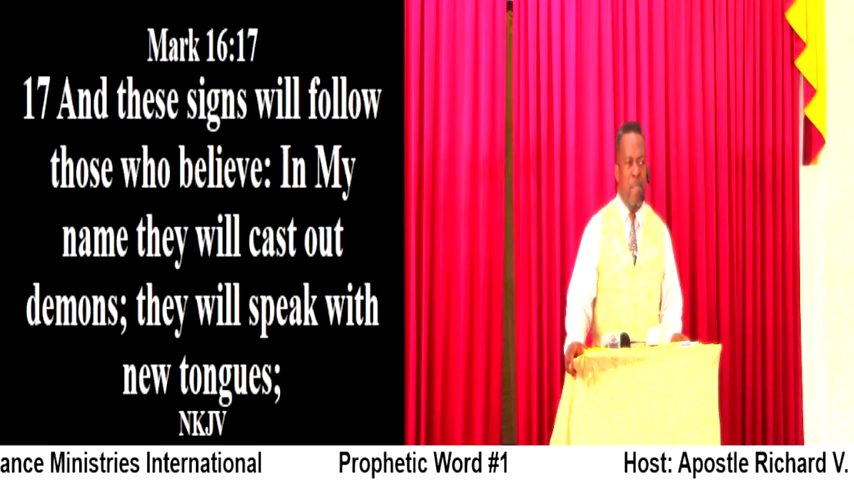 Mark 16:17
17 And these signs will follow
those who believe: In My
name they will cast out
demons; they will speak with
new tongues;
NKJV
ance Ministries International Prophetic Word #1 Host: Apostle Richard V.